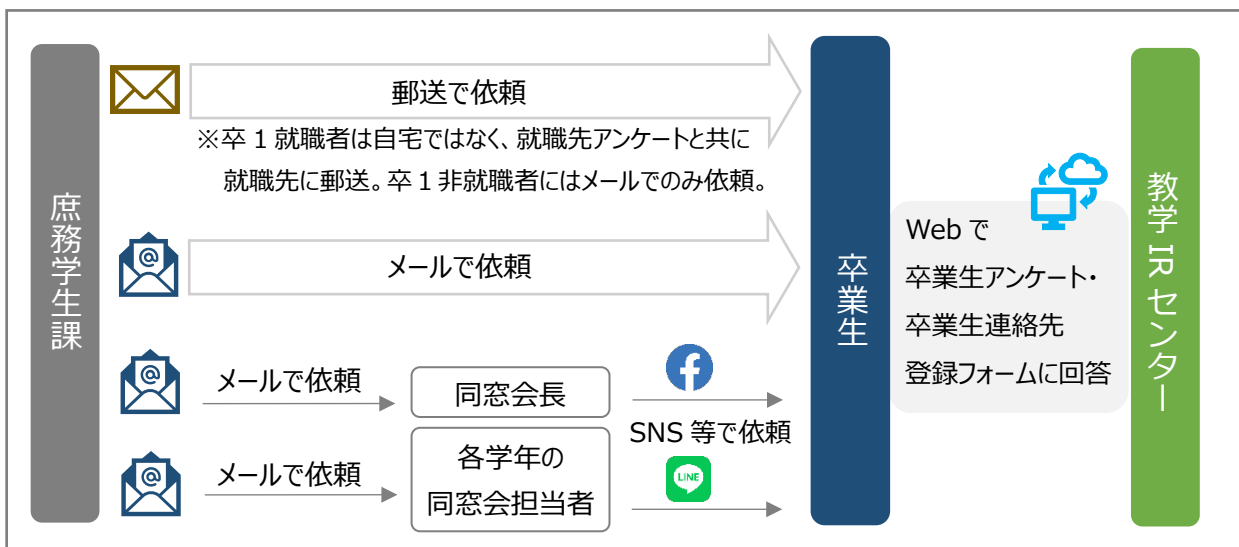 庶務学生課
郵送で依頼
※卒 1 就職者は自宅ではなく、就職先アンケートと共に
就職先に郵送。卒 1 非就職者にはメールでのみ依頼。
メールで依頼
メールで依頼
同窓会長
SNS 等で依頼
メールで依頼
各学年の
同窓会担当者
LINE
卒業生
Web で
卒業生アンケート・
卒業生連絡先
登録フォームに回答
教学 IR センター